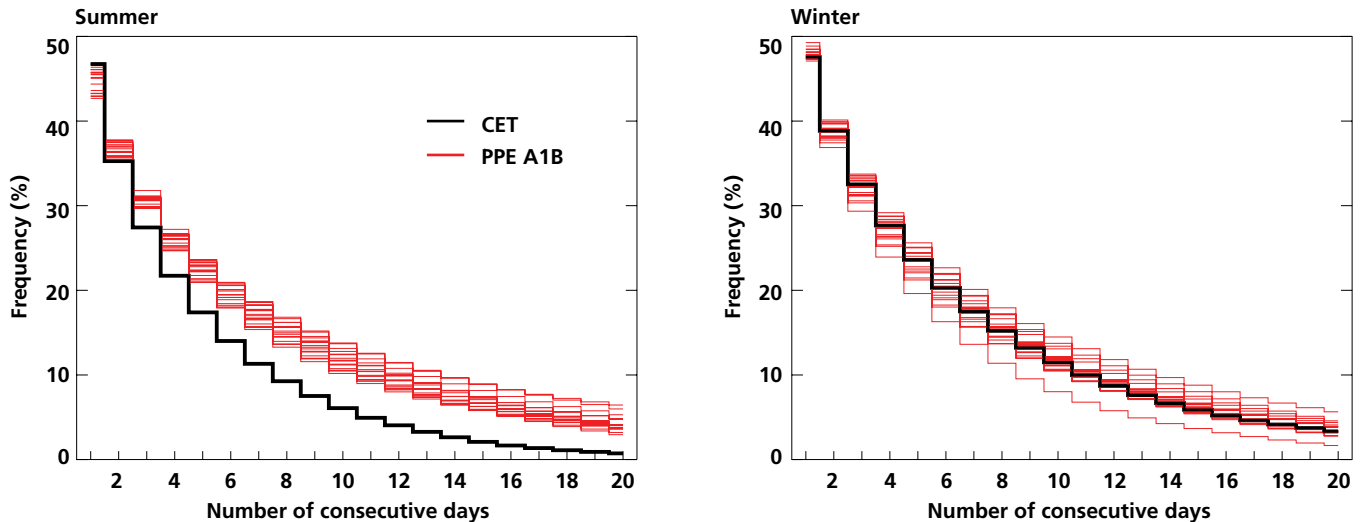 Summer
50
40
30
20
10
0
Frequency (%)
CET
PPE A1B
2 4 6 8 10 12 14 16 18 20
Number of consecutive days
Winter
50
40
30
20
10
0
Frequency (%)
2 4 6 8 10 12 14 16 18 20
Number of consecutive days